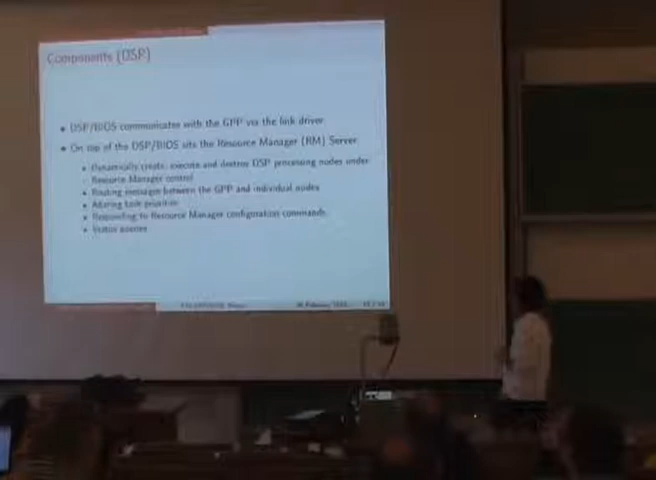 Components (DSP)
DSP/BIOS communicates with the GPP via the link driver
On top of the DSP/BIOS sits the Resource Manager (RM) Server
Dynamically create, execute and destroy DSP processing nodes under
Resource Manager control
Routing messages between the GPP and individual nodes
Altering task priorities
Responding to Resource Manager configuration commands
Status queries